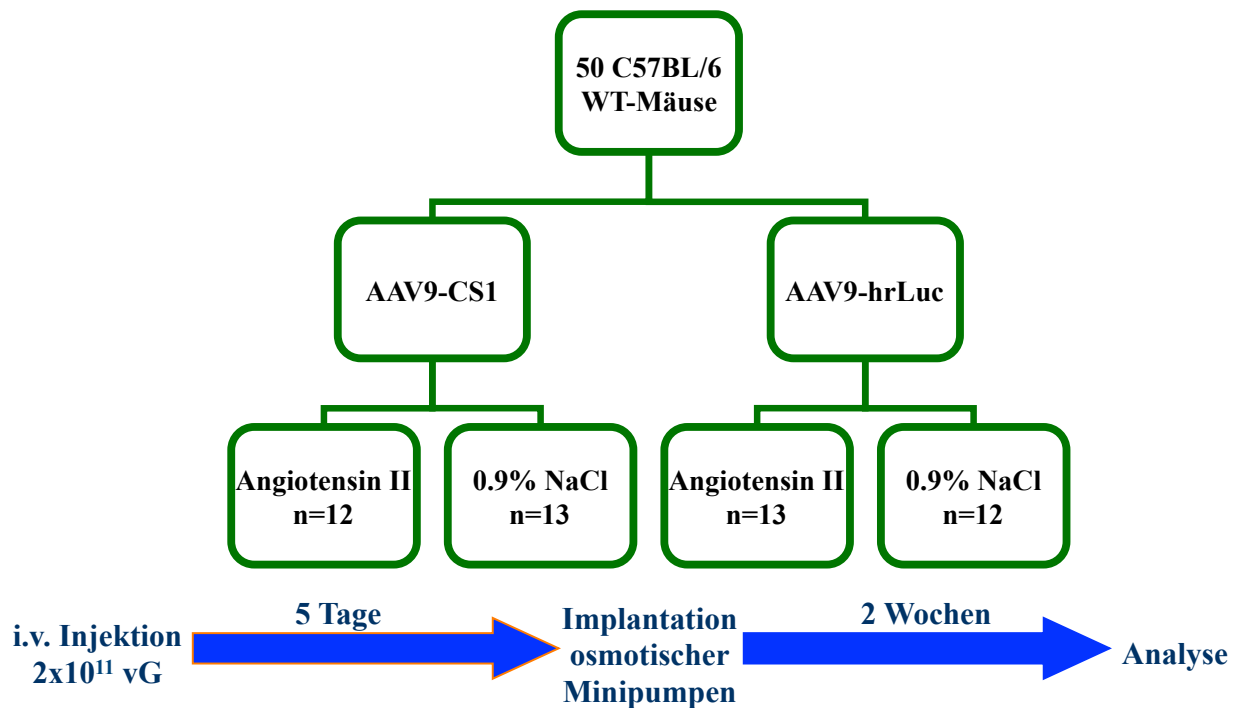 50 C57BL/6
WT-Mäuse
AAV9-CS1
AAV9-hrLuc
Angiotensin II
n=12
0.9% NaCl
n=13
Angiotensin II
n=13
0.9% NaCl
n=12
i.v. Injektion
2x10¹¹ vG
5 Tage
Implantation
osmotischer
Minipumpen
2 Wochen
Analyse